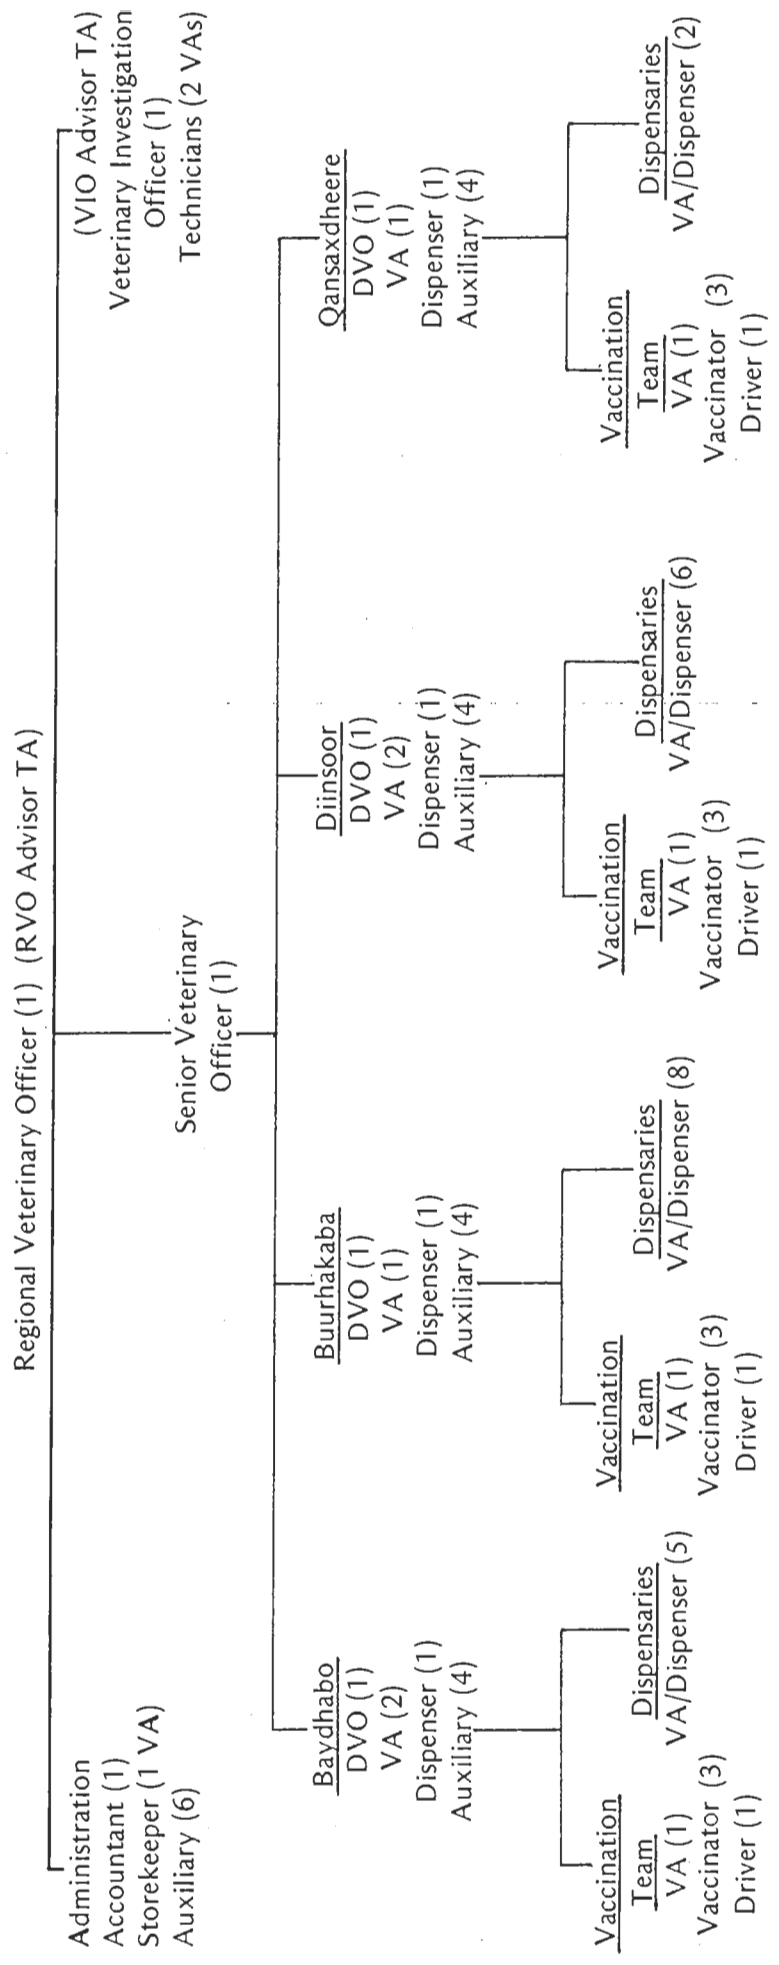 Regional Veterinary Officer (1) (RVO Advisor TA)
Administration
Accountant (1)
Storekeeper (1 VA)
Auxiliary (6)
(VIO Advisor TA)
Veterinary Investigation
Officer (1)
Technicians (2 VAs)
Senior Veterinary
Officer (1)
Baydhabo
DVO (1)
VA (2)
Dispenser (1)
Auxiliary (4)
Buurhakaba
DVO (1)
VA (1)
Dispenser (1)
Auxiliary (4)
Diinsoor
DVO (1)
VA (2)
Dispenser (1)
Auxiliary (4)
Qansaxdheere
DVO (1)
VA (1)
Dispenser (1)
Auxiliary (4)
Vaccination
Team
VA (1)
Vaccinator (3)
Driver (1)
Dispensaries
VA/Dispenser (5)
Vaccination
Team
VA (1)
Vaccinator (3)
Driver (1)
Dispensaries
VA/Dispenser (8)
Vaccination
Team
VA (1)
Vaccinator (3)
Driver (1)
Dispensaries
VA/Dispenser (6)
Vaccination
Team
VA (1)
Vaccinator (3)
Driver (1)
Dispensaries
VA/Dispenser (2)